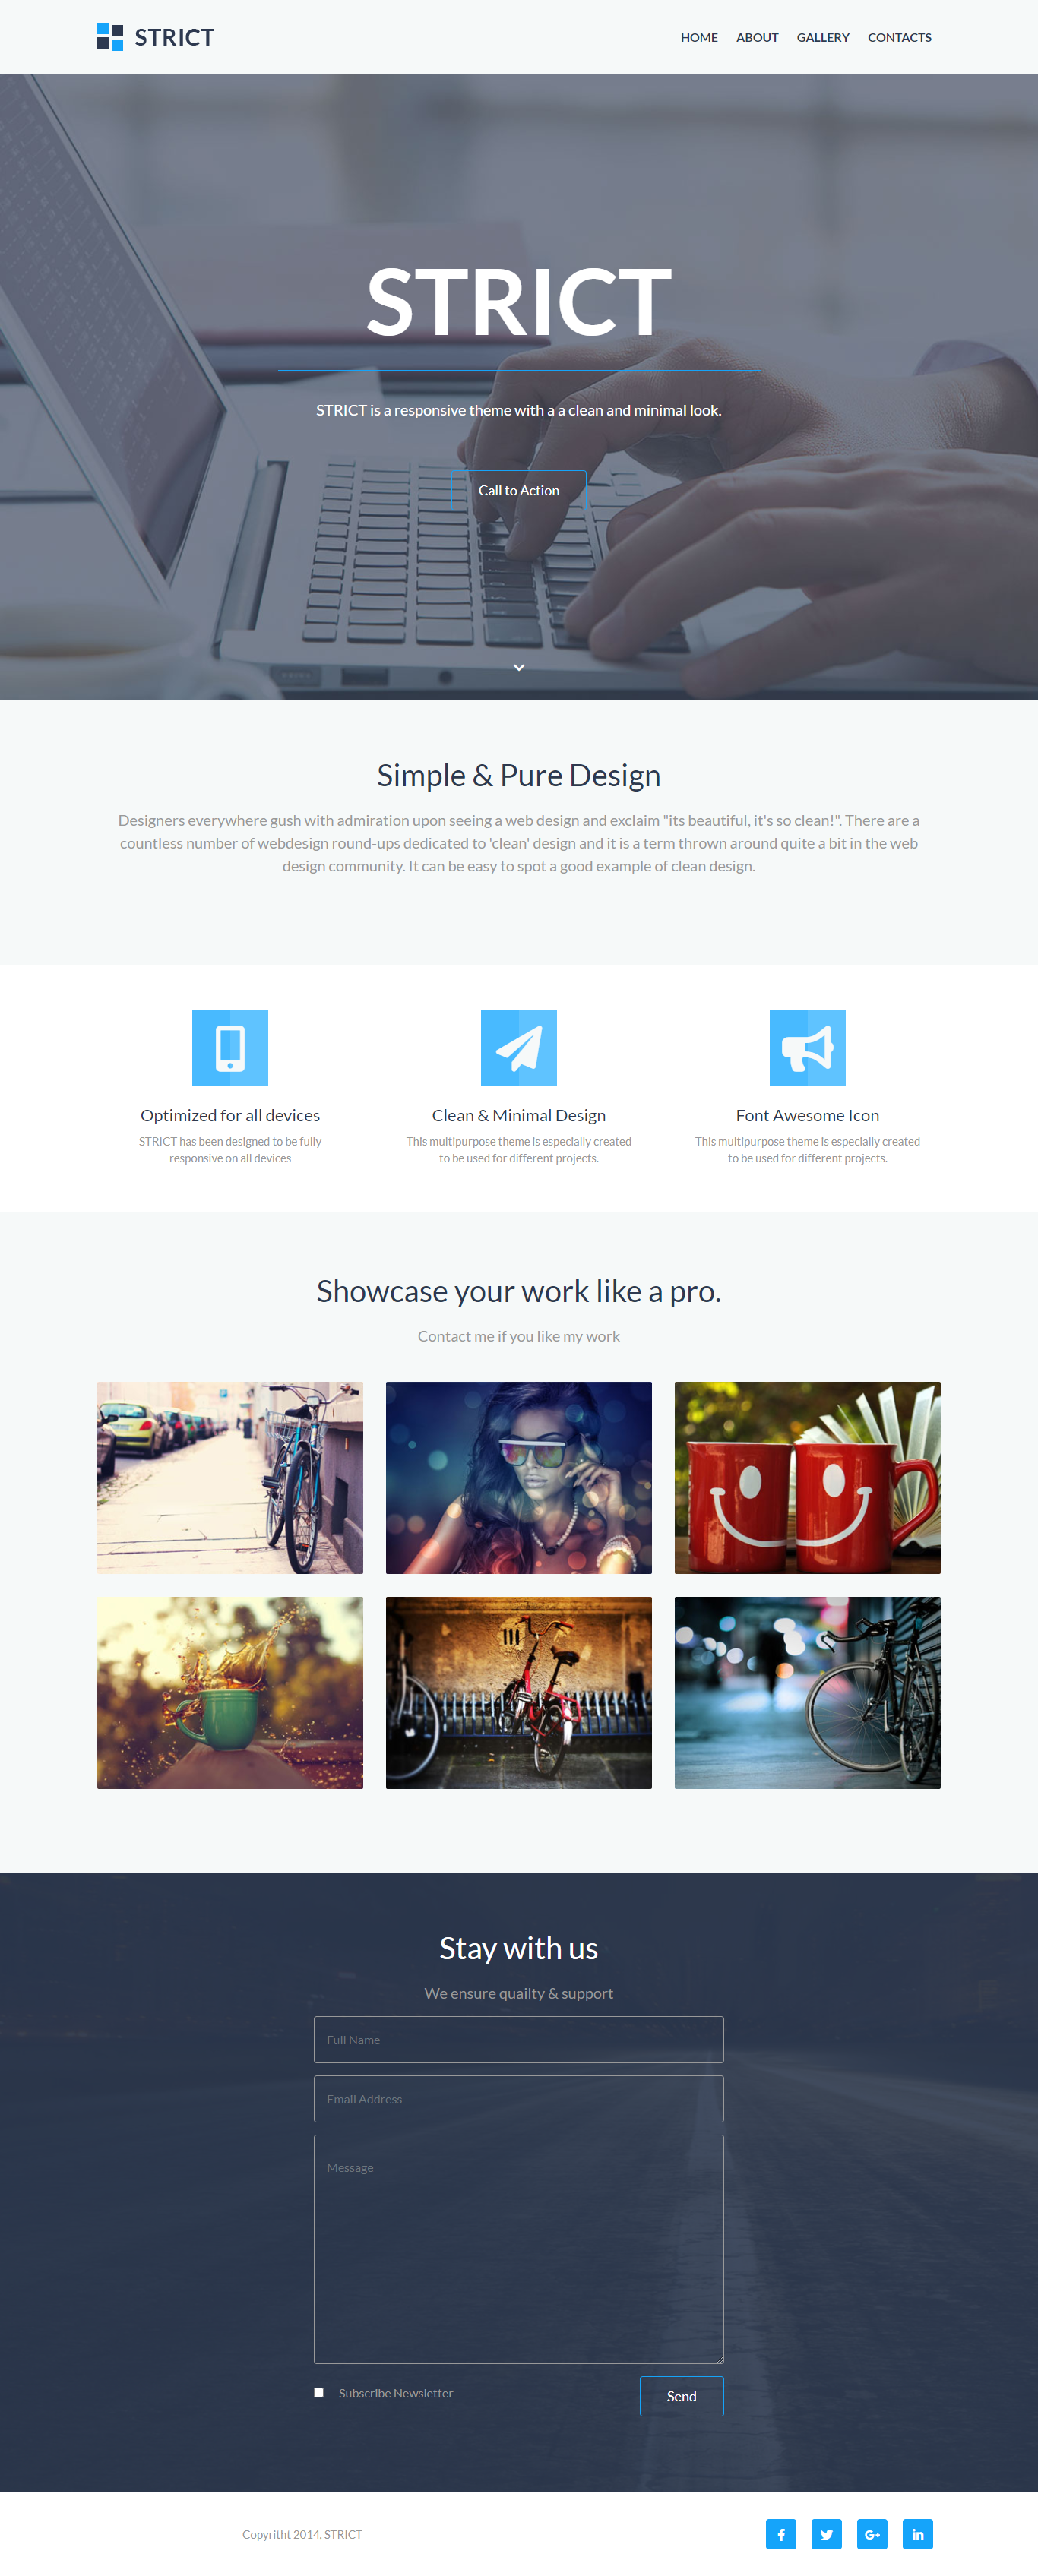 STRICT
HOME ABOUT GALLERY CONTACTS
STRICT
STRICT is a responsive theme with a a clean and minimal look.
Call to Action
Simple & Pure Design
Designers everywhere gush with admiration upon seeing a web design and exclaim "its beautiful, it's so clean!". There are a
countless number of webdesign round-ups dedicated to 'clean' design and it is a term thrown around quite a bit in the web
design community. It can be easy to spot a good example of clean design.
Optimized for all devices
STRICT has been designed to be fully
responsive on all devices
Clean & Minimal Design
This multipurpose theme is especially created
to be used for different projects.
Font Awesome Icon
This multipurpose theme is especially created
to be used for different projects.
Showcase your work like a pro.
Contact me if you like my work
Stay with us
We ensure quailty & support
Full Name
Email Address
Message
Subscribe Newsletter
Send
Copyritht 2014, STRICT